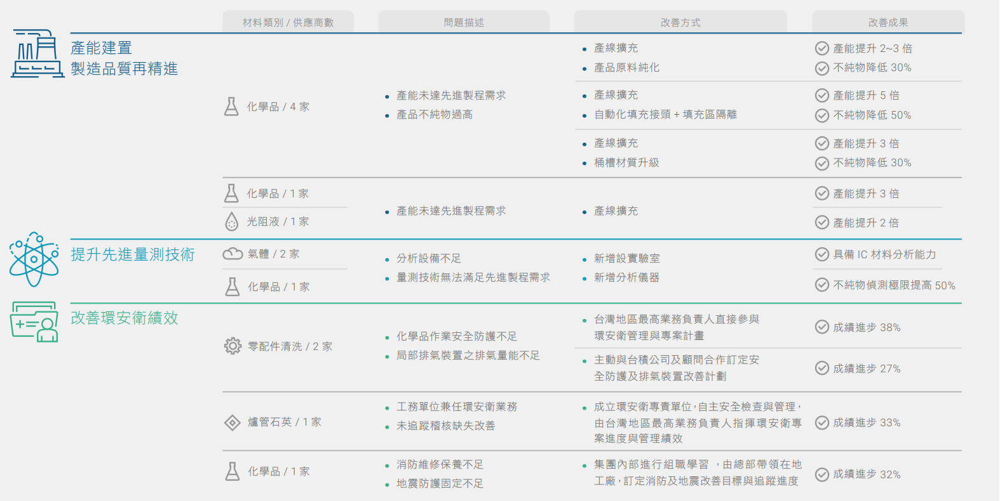 材料類別 / 供應商數
問題描述
改善方式
改善成果
產能建置
製造品質再精進
化學品 / 4 家
產能未達先進製程需求
產品不純物過高
產線擴充
產品原料純化
產能提升 2~3 倍
不純物降低 30%
產線擴充
自動化填充接頭 + 填充區隔離
產能提升 5 倍
不純物降低 50%
產線擴充
桶槽材質升級
產能提升 3 倍
不純物降低 30%
化學品 / 1 家
光阻液 / 1 家
產能未達先進製程需求
產線擴充
產能提升 3 倍
產能提升 2 倍
提升先進量測技術
氣體 / 2 家
化學品 / 1 家
分析設備不足
量測技術無法滿足先進製程需求
新增設實驗室
新增分析儀器
具備 IC 材料分析能力
不純物偵測極限提高 50%
改善環安衛績效
零配件清洗 / 2 家
化學品作業安全防護不足
局部排氣裝置之排氣量能不足
台灣地區最高業務負責人直接參與
環安衛管理與專案計畫
成績進步 38%
主動與台積公司及顧問合作訂定安
全防護及排氣裝置改善計劃
成績進步 27%
爐管石英 / 1 家
工務單位兼任環安衛業務
未追蹤稽核缺失改善
成立環安衛專責單位，自主安全檢查與管理，
由台灣地區最高業務負責人指揮環安衛專
案進度與管理績效
成績進步 33%
化學品 / 1 家
消防維修保養不足
地震防護固定不足
集團內部進行組職學習 ，由總部帶領在地
工廠，訂定消防及地震改善目標與追蹤進度
成績進步 32%